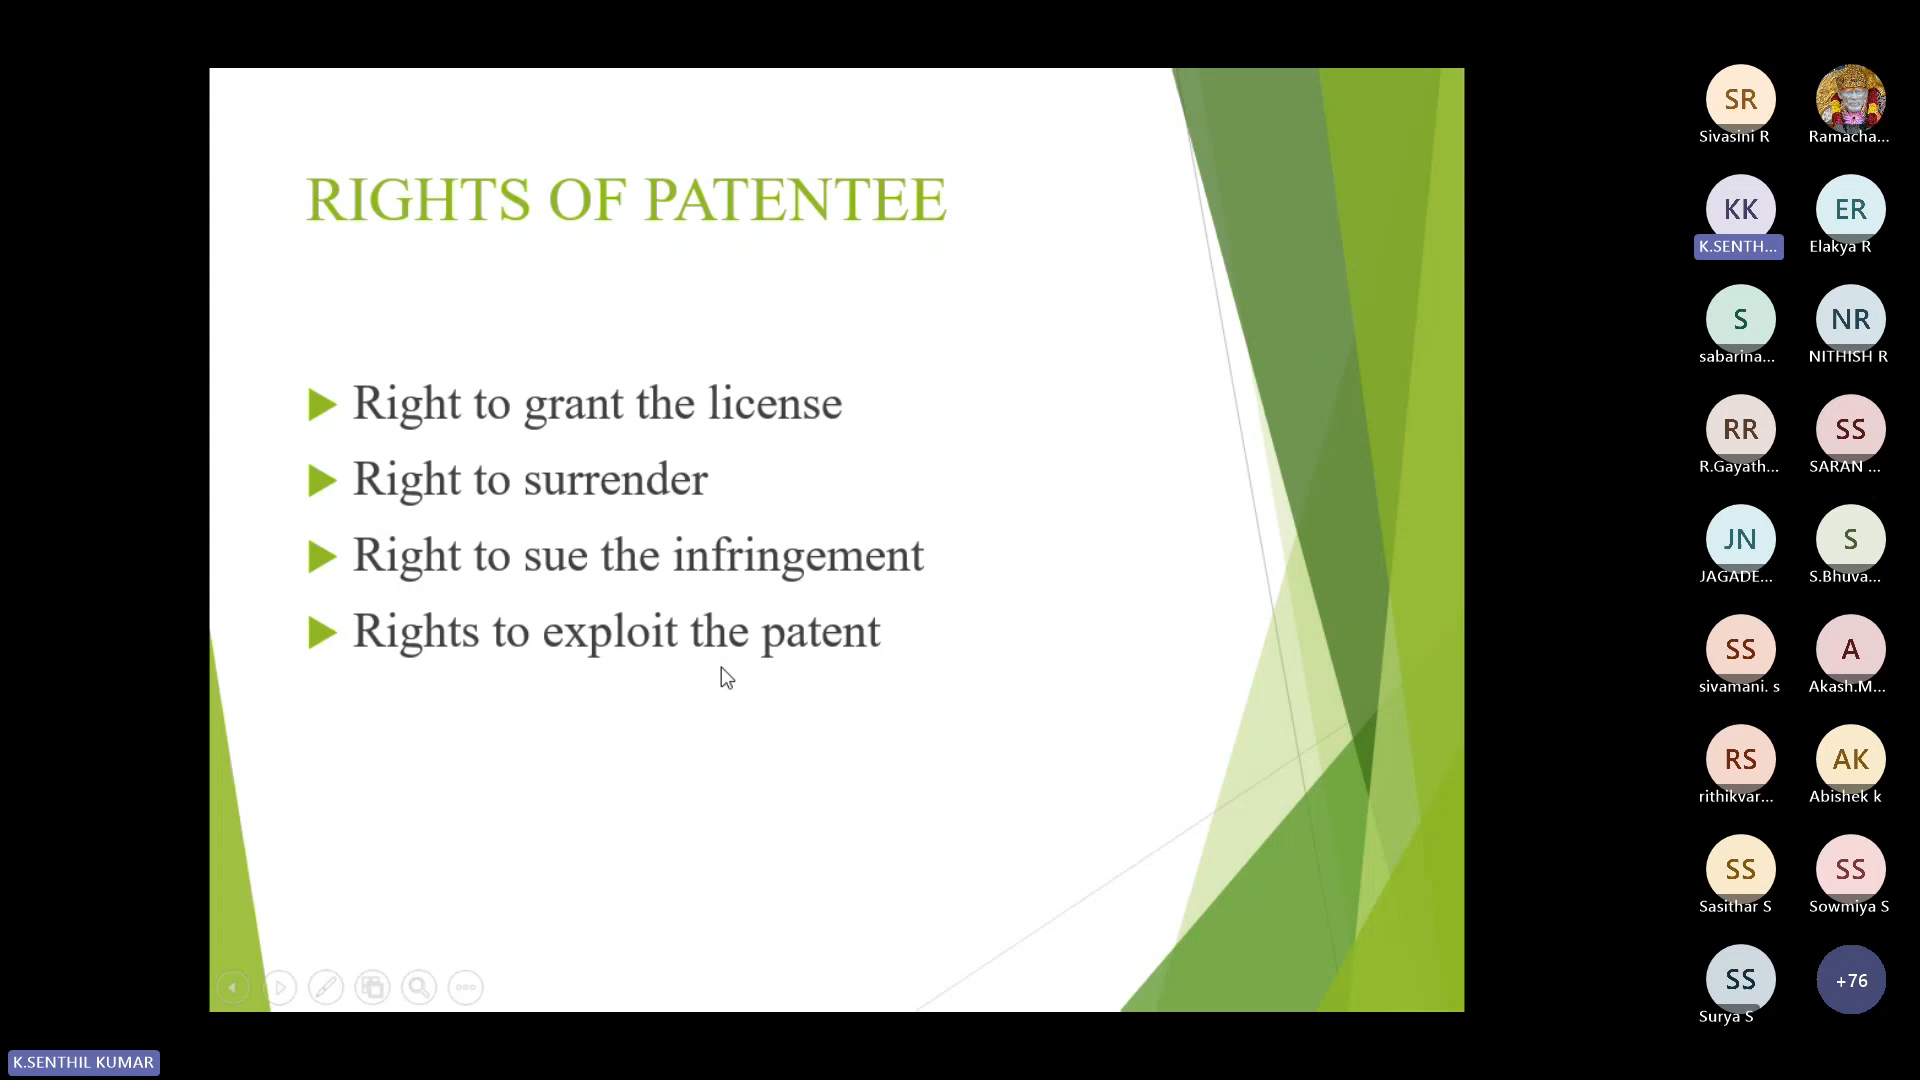 RIGHTS OF PATENTEE
Right to grant the license
Right to surrender
Right to sue the infringement
Rights to exploit the patent
SR
Sivasini R
Ramacha...
KK
K.SENTH...
ER
Elakya R
S
sabarina...
NR
NITHISH R
RR
R.Gayath...
SS
SARAN ...
JN
JAGADE...
S
S.Bhuva...
SS
sivamani. s
A
Akash.M...
RS
rithikvar...
AK
Abishek k
SS
Sasithar S
SS
Sowmiya S
SS
Surya S
+76
K.SENTHIL KUMAR